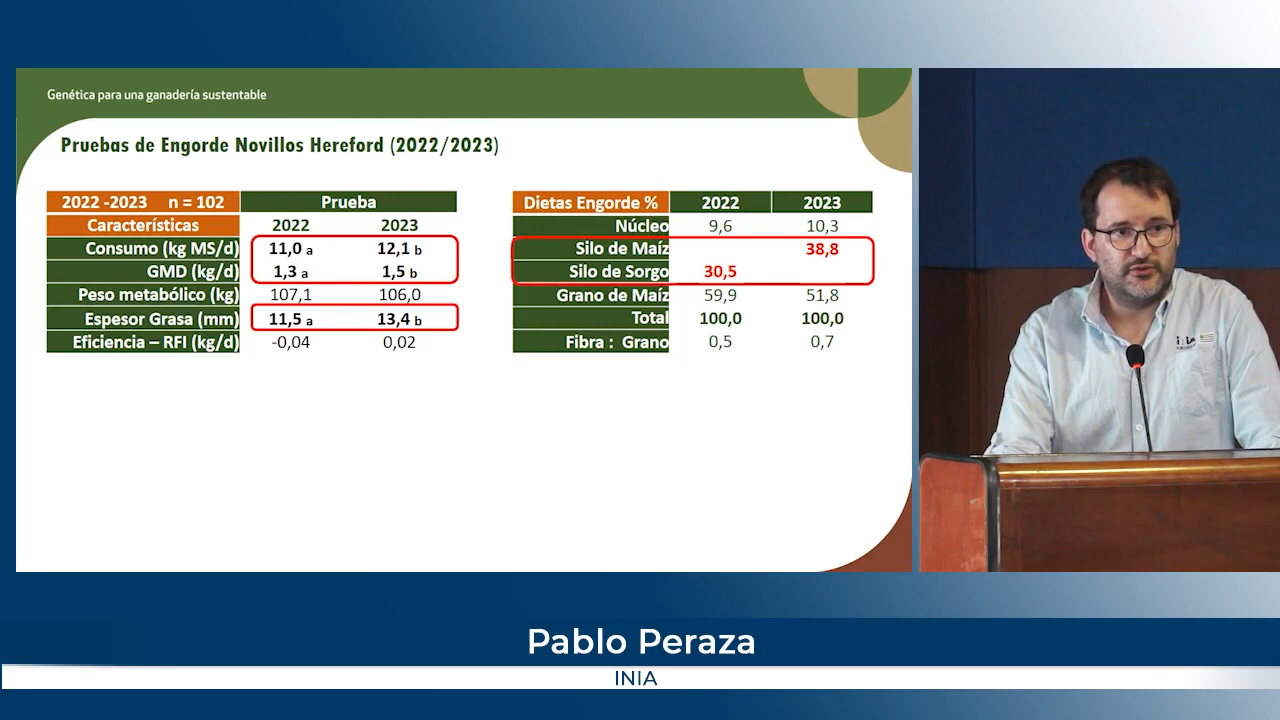 Genética para una ganadería sustentable
Pruebas de Engorde Novillos Hereford (2022/2023)
2022 -2023 n = 102 Prueba
Características 2022 2023
Consumo (kg MS/d) 11,0 a 12,1 b
GMD (kg/d) 1,3 a 1,5 b
Peso metabólico (kg) 107,1 106,0
Espesor Grasa (mm) 11,5 a 13,4 b
Eficiencia – RFI (kg/d) -0,04 0,02
Dietas Engorde % 2022 2023
Núcleo 9,6 10,3
Silo de Maíz 38,8
Silo de Sorgo 30,5
Grano de Maíz 59,9 51,8
Total 100,0 100,0
Fibra : Grano 0,5 0,7
Pablo Peraza
INIA